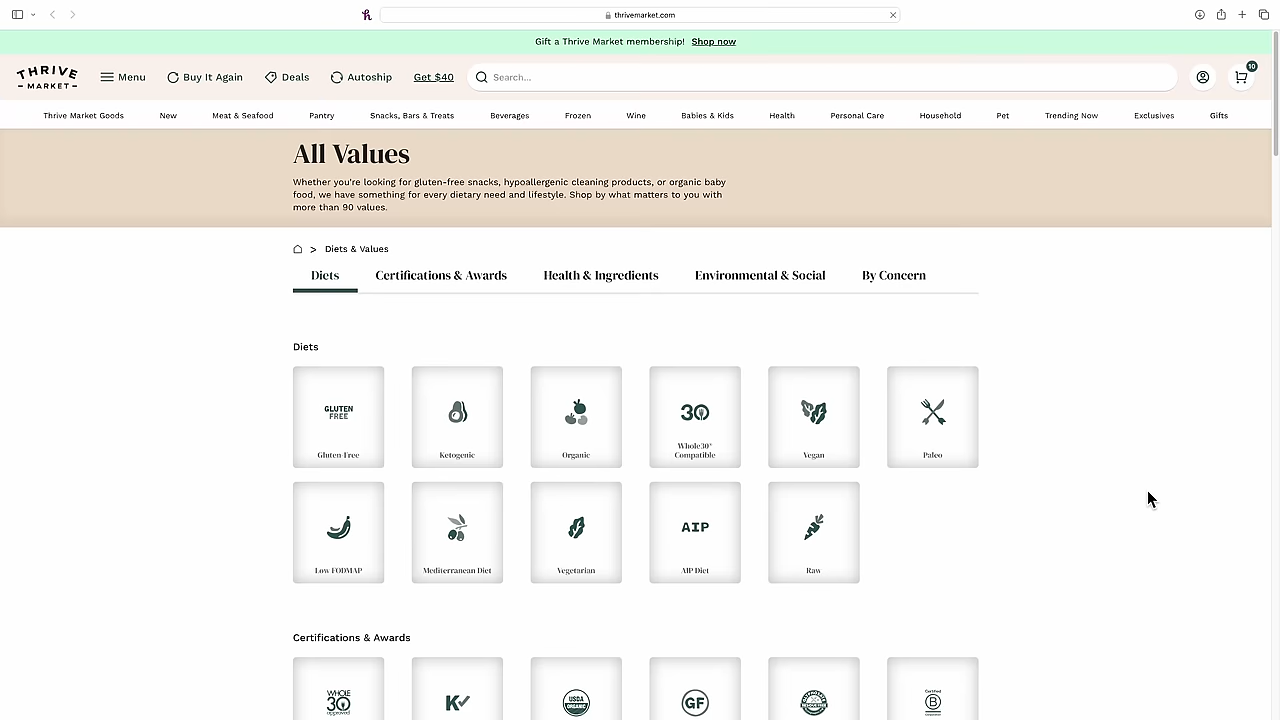 thrivemarket.com
Gift a Thrive Market membership! Shop now
THRIVE
MARKET
Menu
Buy It Again
Deals
Autoship
Get $40
Search...
10
Thrive Market Goods
New
Meat & Seafood
Pantry
Snacks, Bars & Treats
Beverages
Frozen
Wine
Babies & Kids
Health
Personal Care
Household
Pet
Trending Now
Exclusives
Gifts
All Values
Whether you're looking for gluten-free snacks, hypoallergenic cleaning products, or organic baby
food, we have something for every dietary need and lifestyle. Shop by what matters to you with
more than 90 values.
> Diets & Values
Diets
Certifications & Awards
Health & Ingredients
Environmental & Social
By Concern
Diets
GLUTEN
FREE
Gluten-Free
Ketogenic
Organic
30
Whole30®
Compatible
Vegan
Paleo
Low FODMAP
Mediterranean Diet
Vegetarian
AIP
AIP Diet
Raw
Certifications & Awards
WHOLE
30
approved
K
USDA
ORGANIC
GF
Certified
B